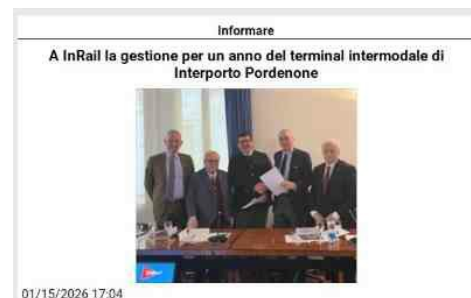 Informare
A InRail la gestione per un anno del terminal intermodale di
Interporto Pordenone
01/15/2026 17:04